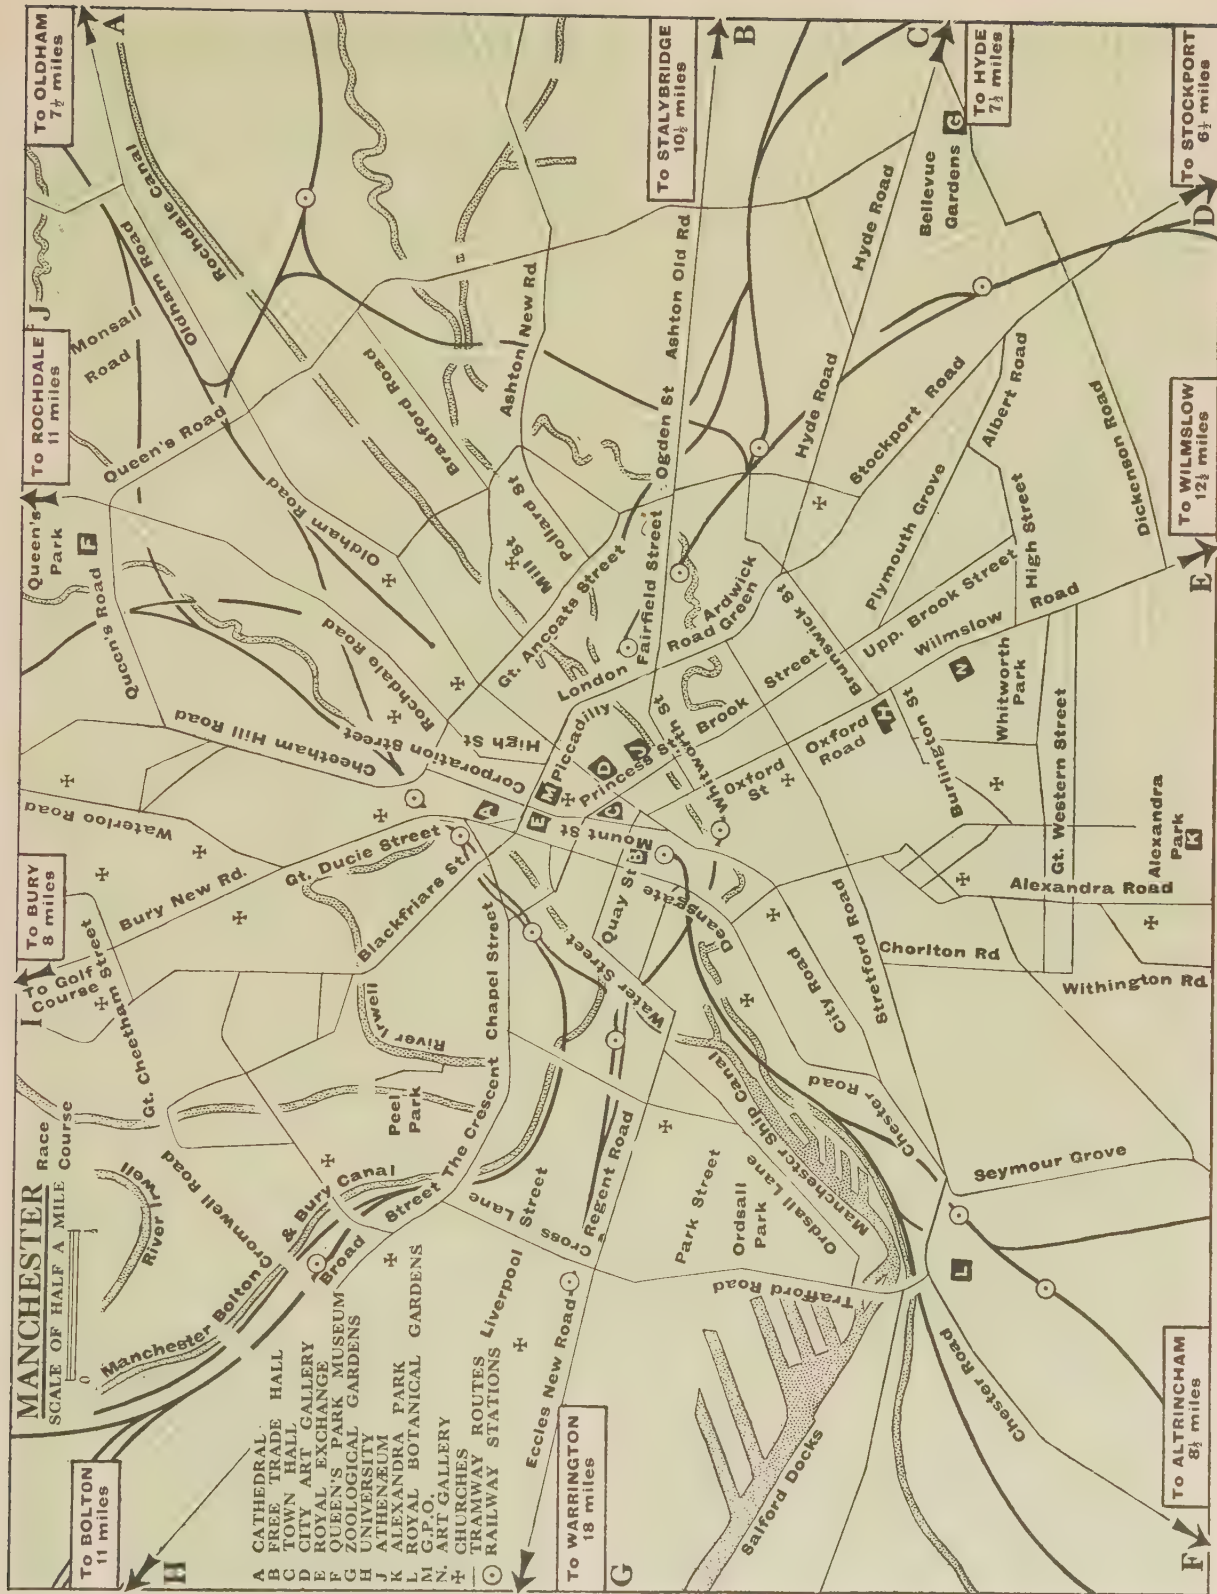 MANCHESTER
SCALE OF HALF A MILE
0
1
A CATHEDRAL
B FREE TRADE HALL
C TOWN HALL
D CITY ART GALLERY
E ROYAL EXCHANGE
F QUEEN'S PARK MUSEUM
G ZOOLOGICAL GARDENS
H UNIVERSITY
J ATHENÆUM
K ALEXANDRA PARK
L ROYAL BOTANICAL GARDENS
M G.P.O.
N. ART GALLERY
CHURCHES
TRAMWAY ROUTES
RAILWAY STATIONS
To BOLTON
11 miles
H
To BURY
8 miles
I
To Golf
Course
To ROCHDALE
11 miles
J
To OLDHAM
7½ miles
A
To STALYBRIDGE
10½ miles
B
To HYDE
7½ miles
C
To STOCKPORT
6½ miles
D
To WILMSLOW
12½ miles
E
To ALTRINCHAM
8½ miles
F
To WARRINGTON
18 miles
G
Race
Course
River Irwell
Gt. Cheetham Street
Cromwell Road
Manchester Bolton & Bury Canal
Broad Street
The Crescent
Chapel Street
Peel
Park
River Irwell
Bury New Rd.
Waterloo Road
Cheetham Hill Road
Gt. Ducie Street
Blackfriars St
Corporation Street
Rochdale Road
Queen's Road
Queen's
Park
F
Queen's Road
Monsall
Road
Oldham Road
Rochdale Canal
Oldham Road
Bradford Road
Mill St
Pollard St
Ashton New Rd
Gt. Ancoats Street
High St
Piccadilly
London Road
Fairfield Street
Ogden St
Ashton Old Rd
Ardwick
Green
Hyde Road
Hyde Road
Bellevue
Gardens
G
Stockport Road
Albert Road
Plymouth Grove
High Street
Dickenson Road
Upp. Brook Street
Wilmslow Road
Brunswick St
Brook Street
Princess St
Whitworth St
Oxford
St
Oxford
Road
H
N
Whitworth
Park
Burlington St
Gt. Western Street
Alexandra
Park
K
Alexandra Road
Chorlton Rd
Withington Rd
Stretford Road
City Road
Chester Road
Deansgate
Mount St
Quay St
A
E
M
D
J
C
B
Water Street
Manchester Ship Canal
Ordsall Lane
Ordsall
Park
Park Street
Regent Road
Cross Lane
Liverpool Street
Eccles New Road
Trafford Road
Salford Docks
L
Seymour Grove
Chester Road